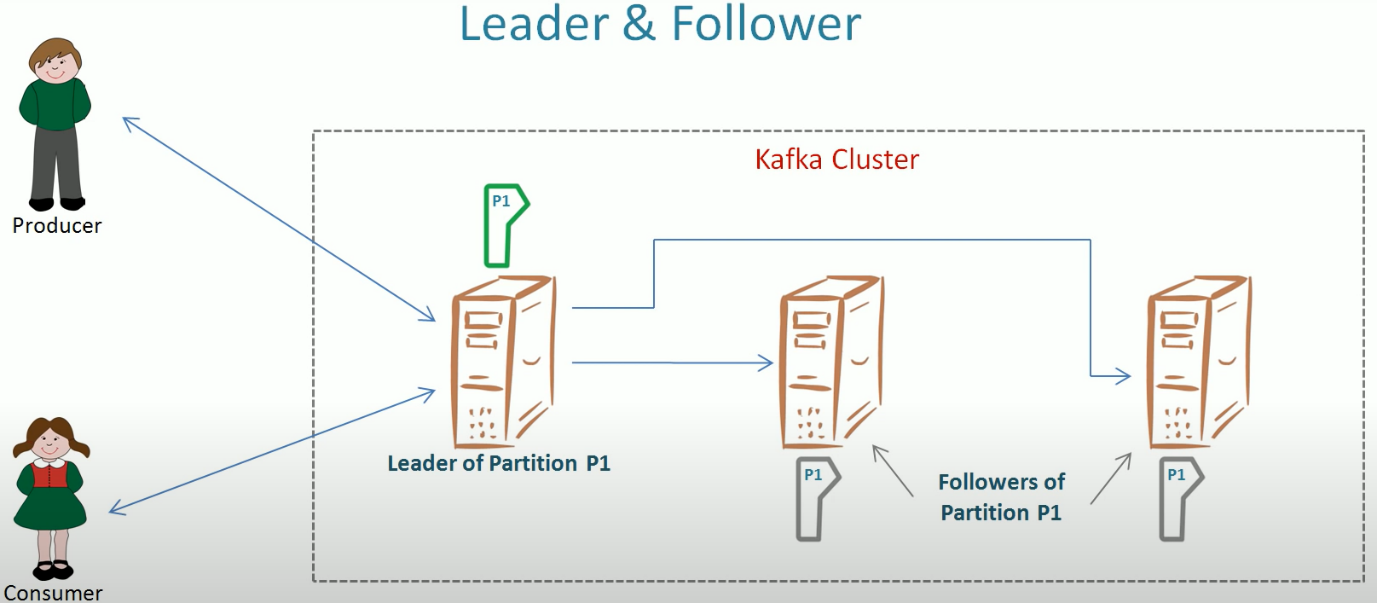 Leader & Follower
Kafka Cluster
P1
Producer
Leader of Partition P1
P1
Followers of
Partition P1
P1
Consumer